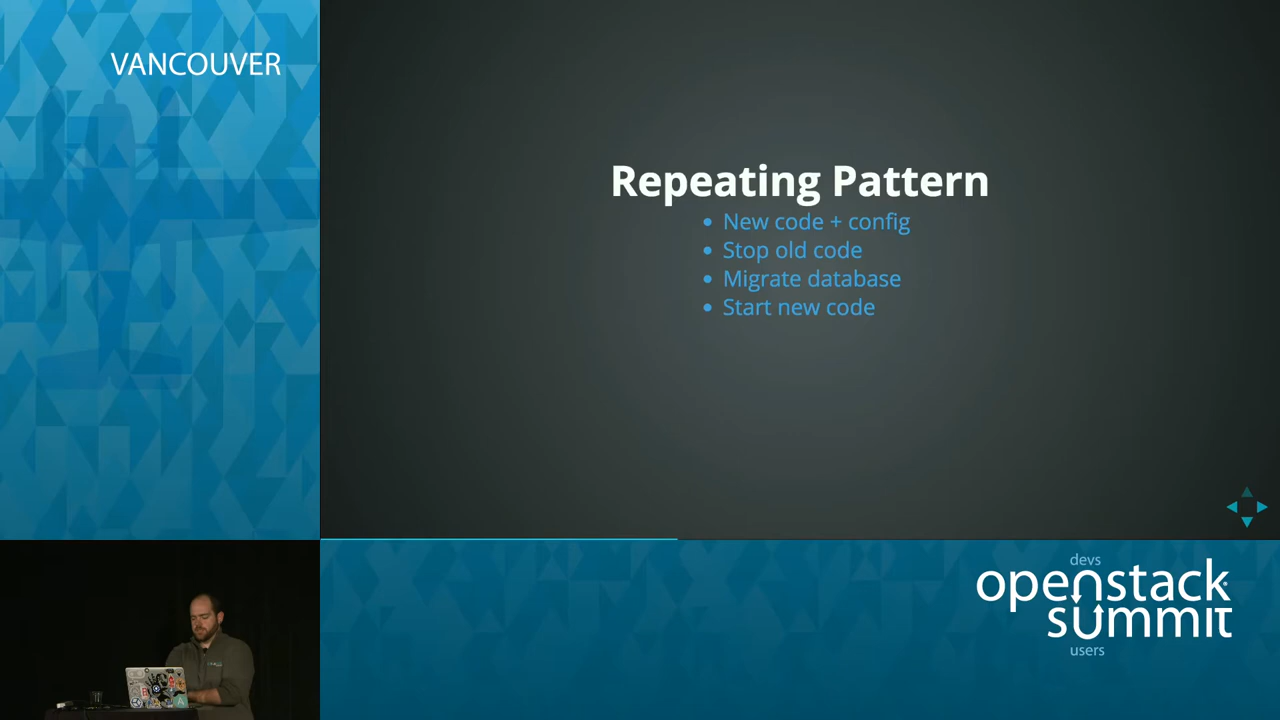 VANCOUVER
Repeating Pattern
New code + config
Stop old code
Migrate database
Start new code
devs
openstack
summit
users